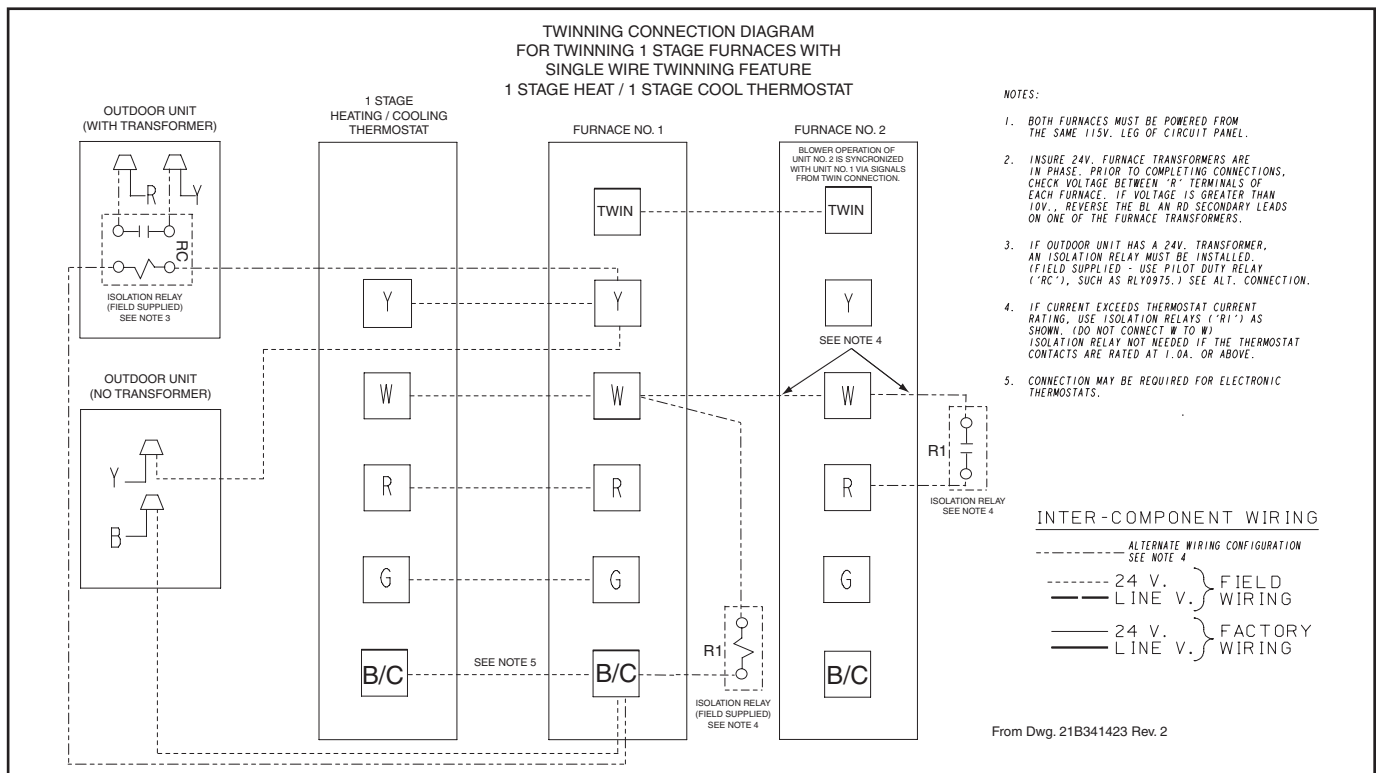 TWINNING CONNECTION DIAGRAM
FOR TWINNING 1 STAGE FURNACES WITH
SINGLE WIRE TWINNING FEATURE
1 STAGE HEAT / 1 STAGE COOL THERMOSTAT
OUTDOOR UNIT
(WITH TRANSFORMER)
R
Y
RC
ISOLATION RELAY
(FIELD SUPPLIED)
SEE NOTE 3
OUTDOOR UNIT
(NO TRANSFORMER)
Y
B
1 STAGE
HEATING / COOLING
THERMOSTAT
Y
W
R
G
B/C
SEE NOTE 5
FURNACE NO. 1
TWIN
Y
W
R
G
B/C
R1
ISOLATION RELAY
(FIELD SUPPLIED)
SEE NOTE 4
FURNACE NO. 2
BLOWER OPERATION OF
UNIT NO. 2 IS SYNCRONIZED
WITH UNIT NO. 1 VIA SIGNALS
FROM TWIN CONNECTION.
TWIN
Y
SEE NOTE 4
W
R
G
B/C
R1
ISOLATION RELAY
SEE NOTE 4
NOTES:
1. BOTH FURNACES MUST BE POWERED FROM
THE SAME 115V. LEG OF CIRCUIT PANEL.
2. INSURE 24V. FURNACE TRANSFORMERS ARE
IN PHASE. PRIOR TO COMPLETING CONNECTIONS,
CHECK VOLTAGE BETWEEN 'R' TERMINALS OF
EACH FURNACE. IF VOLTAGE IS GREATER THAN
10V., REVERSE THE BL AN RD SECONDARY LEADS
ON ONE OF THE FURNACE TRANSFORMERS.
3. IF OUTDOOR UNIT HAS A 24V. TRANSFORMER,
AN ISOLATION RELAY MUST BE INSTALLED.
(FIELD SUPPLIED - USE PILOT DUTY RELAY
('RC'), SUCH AS RLY0975.) SEE ALT. CONNECTION.
4. IF CURRENT EXCEEDS THERMOSTAT CURRENT
RATING, USE ISOLATION RELAYS ('R1') AS
SHOWN. (DO NOT CONNECT W TO W)
ISOLATION RELAY NOT NEEDED IF THE THERMOSTAT
CONTACTS ARE RATED AT 1.0A. OR ABOVE.
5. CONNECTION MAY BE REQUIRED FOR ELECTRONIC
THERMOSTATS.
INTER-COMPONENT WIRING
ALTERNATE WIRING CONFIGURATION
SEE NOTE 4
24 V. FIELD
LINE V. WIRING
24 V. FACTORY
LINE V. WIRING
From Dwg. 21B341423 Rev. 2